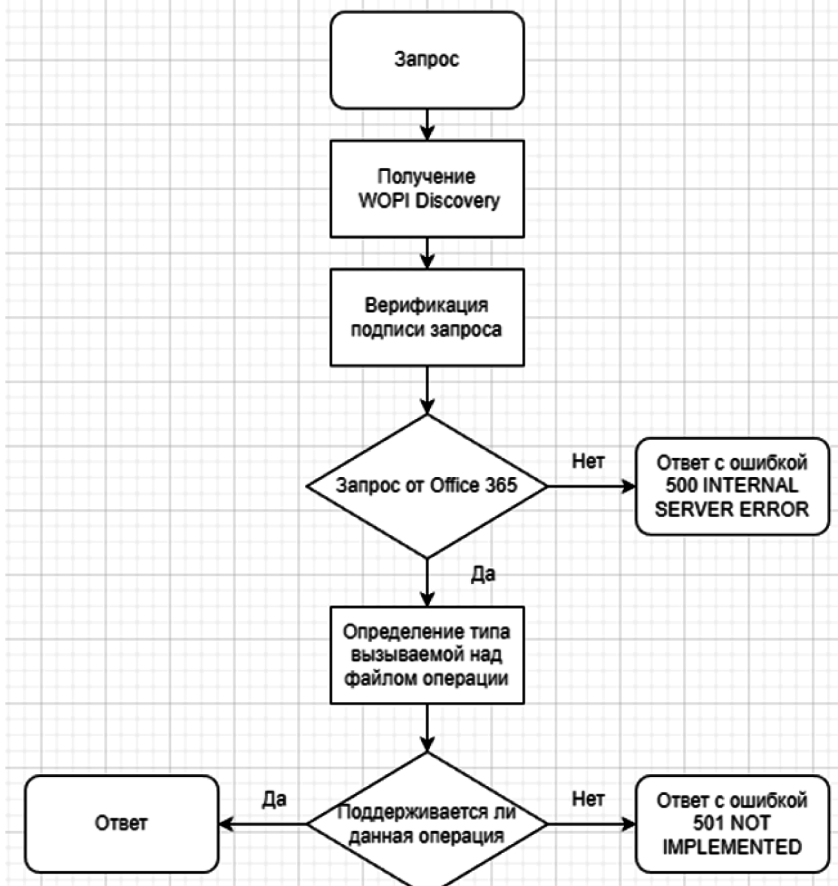 Запрос
Получение
WOPI Discovery
Верификация
подписи запроса
Запрос от Office 365
Нет
Ответ с ошибкой
500 INTERNAL
SERVER ERROR
Да
Определение типа
вызываемой над
файлом операции
Ответ
Да
Поддерживается ли
данная операция
Нет
Ответ с ошибкой
501 NOT
IMPLEMENTED